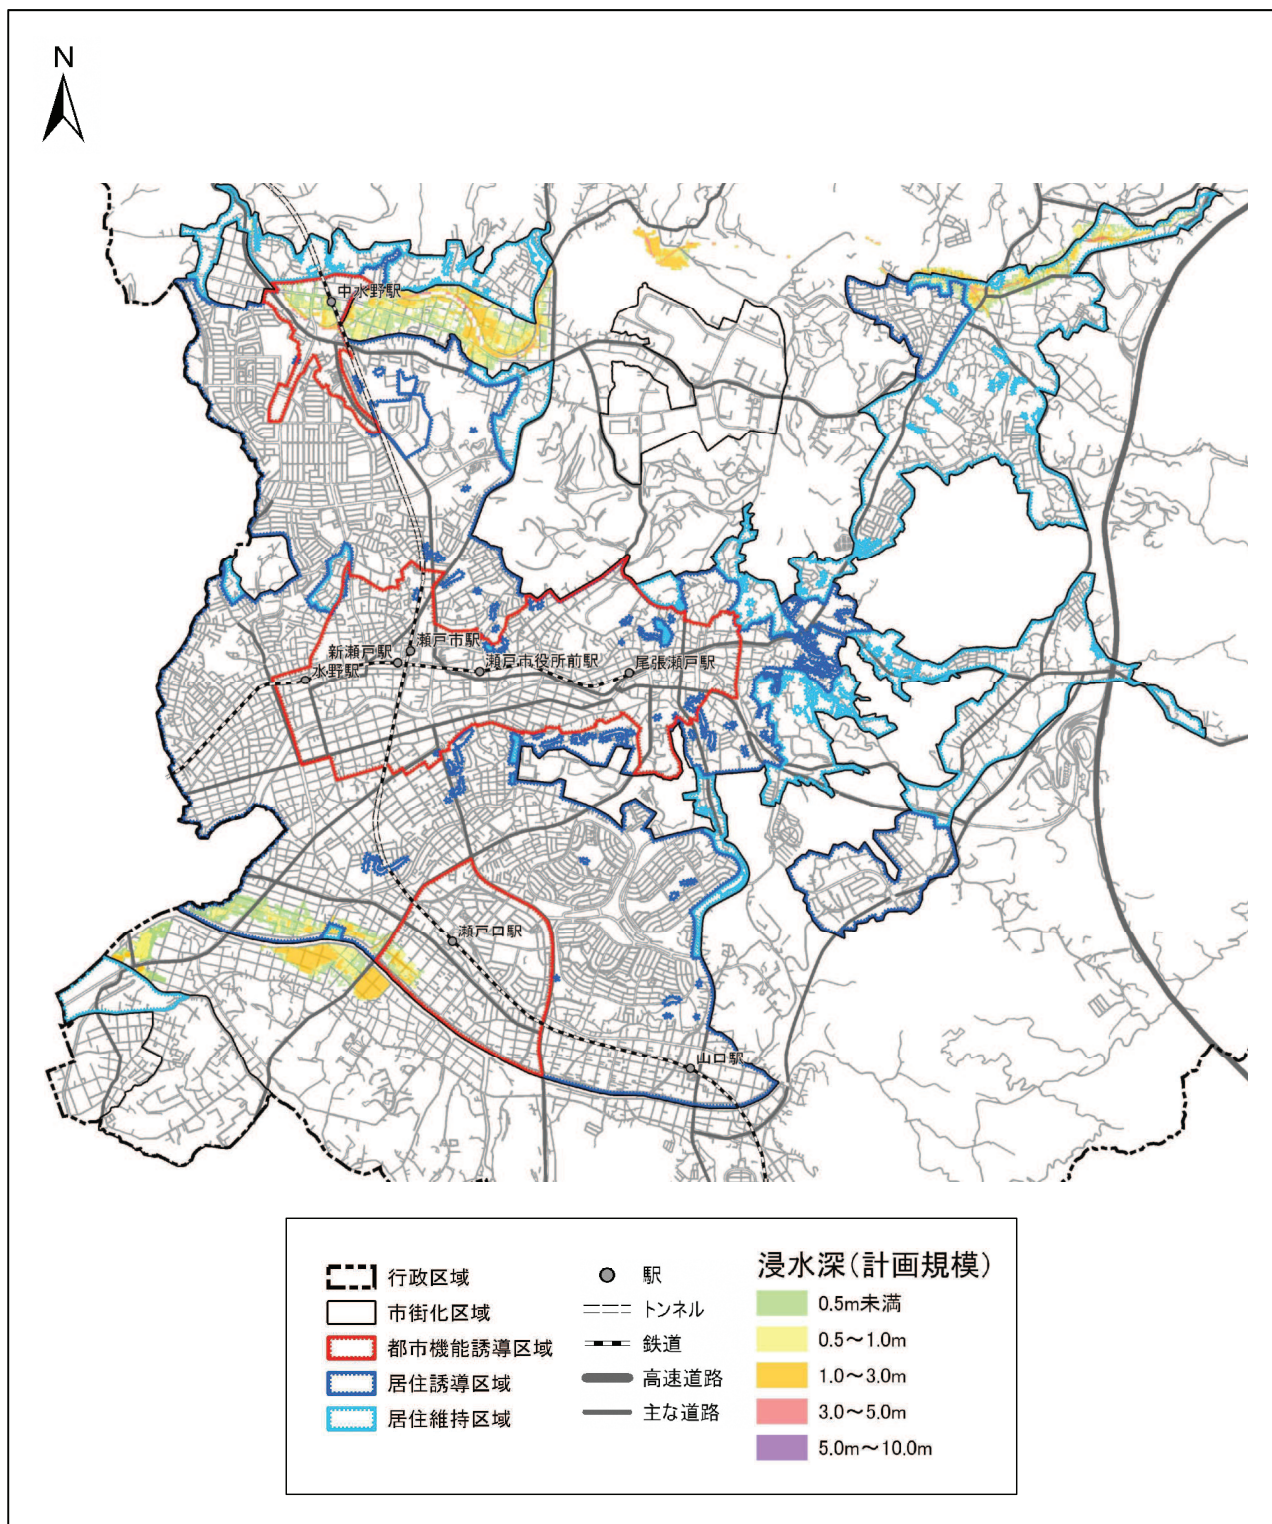 N
中水野駅
瀬戸市駅
新瀬戸駅
瀬戸市役所前駅
尾張瀬戸駅
水野駅
瀬戸口駅
山口駅
行政区域
市街化区域
都市機能誘導区域
居住誘導区域
居住維持区域
駅
トンネル
鉄道
高速道路
主な道路
浸水深(計画規模)
0.5m未満
0.5～1.0m
1.0～3.0m
3.0～5.0m
5.0m～10.0m